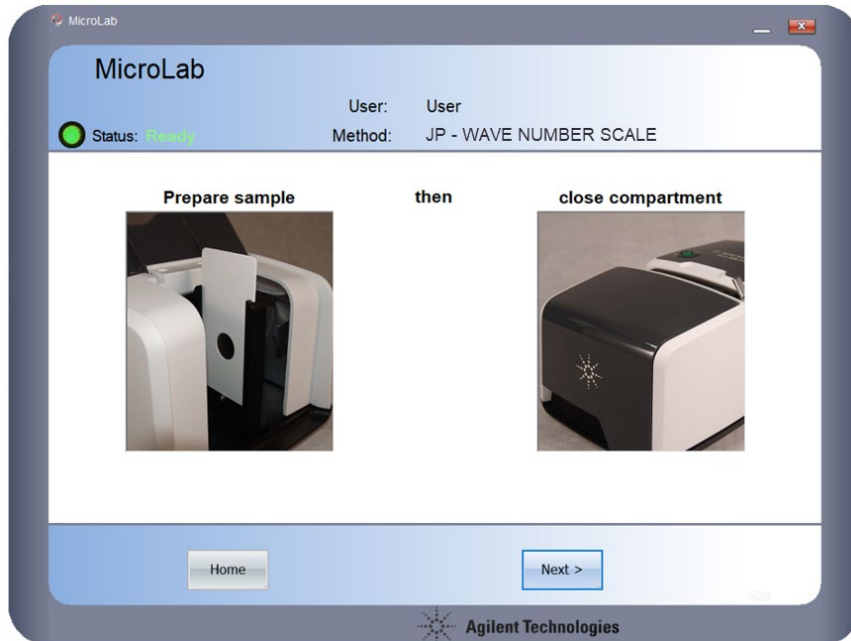 MicroLab
MicroLab
User: User
Status: Ready
Method: JP - WAVE NUMBER SCALE
Prepare sample then close compartment
Home
Next >
S2a
Agilent Technologies